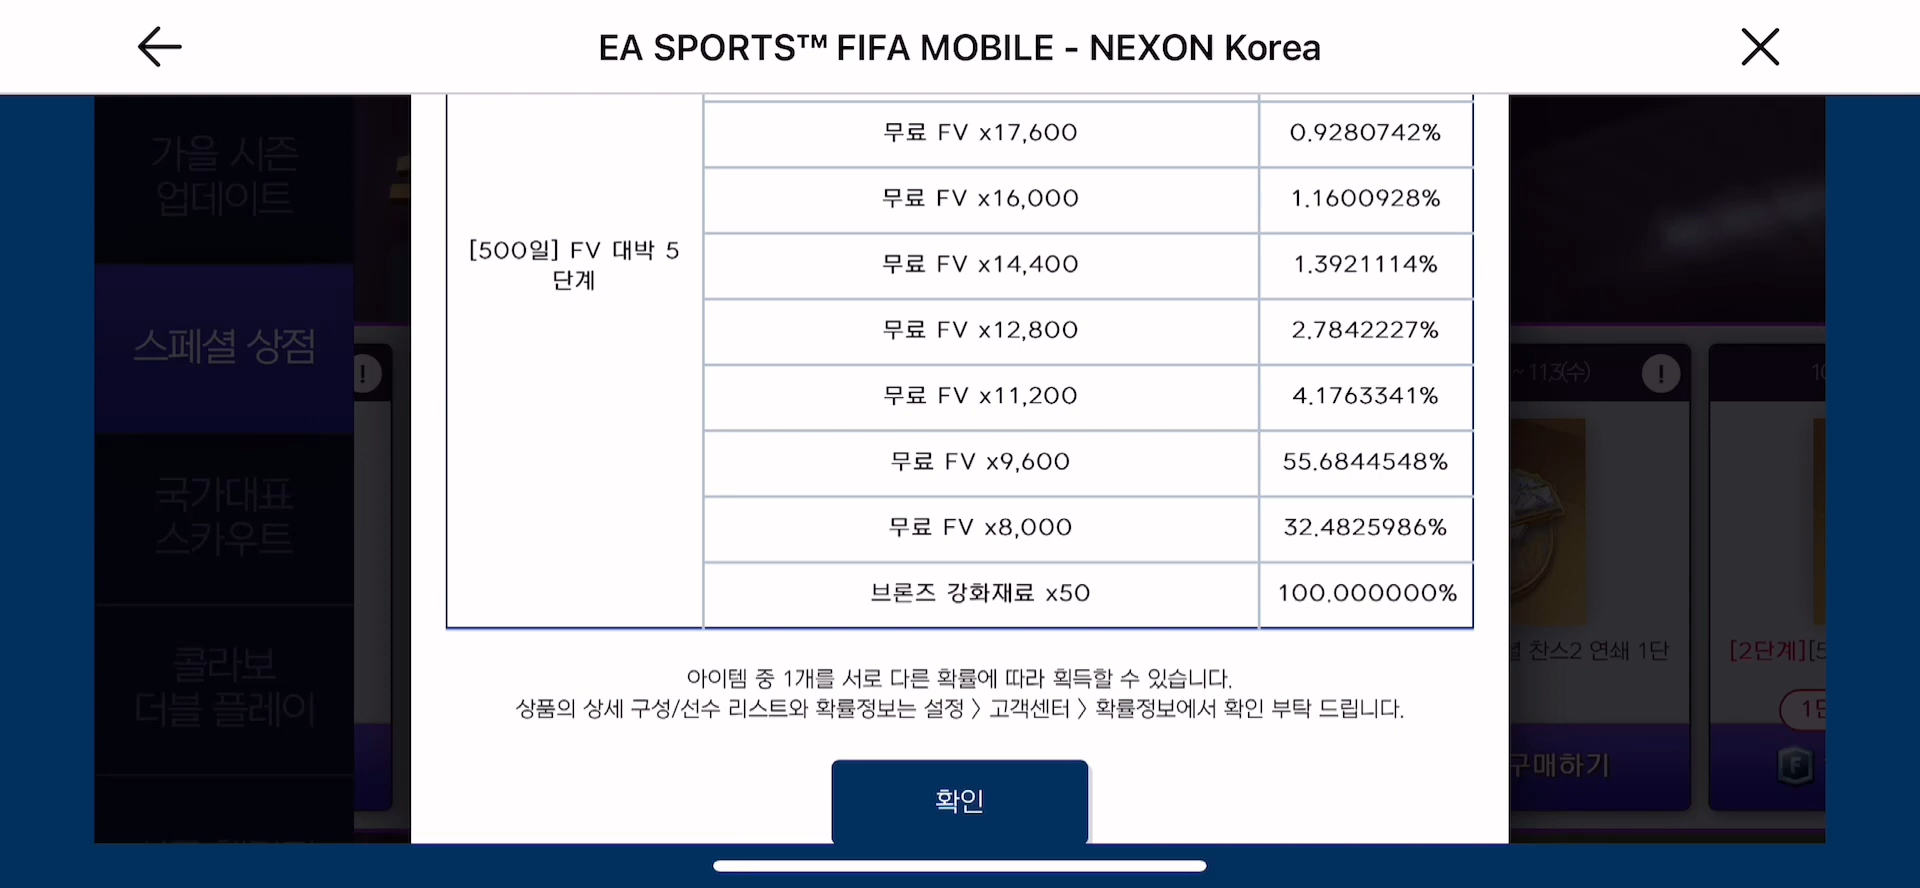 EA SPORTS™ FIFA MOBILE - NEXON Korea
가을 시즌
업데이트
스페셜 상점
국가대표
스카우트
콜라보
더블 플레이
[500일] FV 대박 5
단계
무료 FV x17,600 0.9280742%
무료 FV x16,000 1.1600928%
무료 FV x14,400 1.3921114%
무료 FV x12,800 2.7842227%
무료 FV x11,200 4.1763341%
무료 FV x9,600 55.6844548%
무료 FV x8,000 32.4825986%
브론즈 강화재료 x50 100.000000%
아이템 중 1개를 서로 다른 확률에 따라 획득할 수 있습니다.
상품의 상세 구성/선수 리스트와 확률정보는 설정 > 고객센터 > 확률정보에서 확인 부탁 드립니다.
확인
~ 11.3(수)
찬스2 연쇄 1단
구매하기
[2단계][5